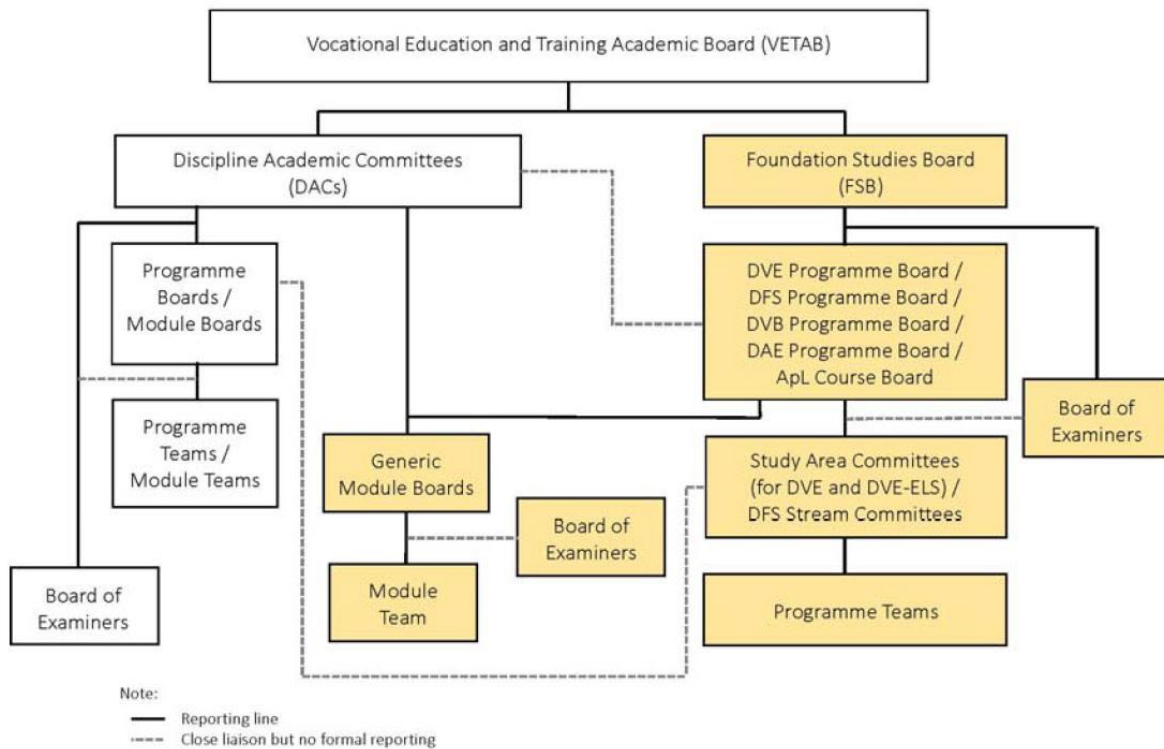 Vocational Education and Training Academic Board (VETAB)
Discipline Academic Committees
(DACs)
Foundation Studies Board
(FSB)
Programme
Boards /
Module Boards
DVE Programme Board /
DFS Programme Board /
DVB Programme Board /
DAE Programme Board /
ApL Course Board
Board of
Examiners
Programme
Teams /
Module Teams
Generic
Module Boards
Study Area Committees
(for DVE and DVE-ELS) /
DFS Stream Committees
Board of
Examiners
Board of
Examiners
Module
Team
Programme Teams
Note:
Reporting line
Close liaison but no formal reporting